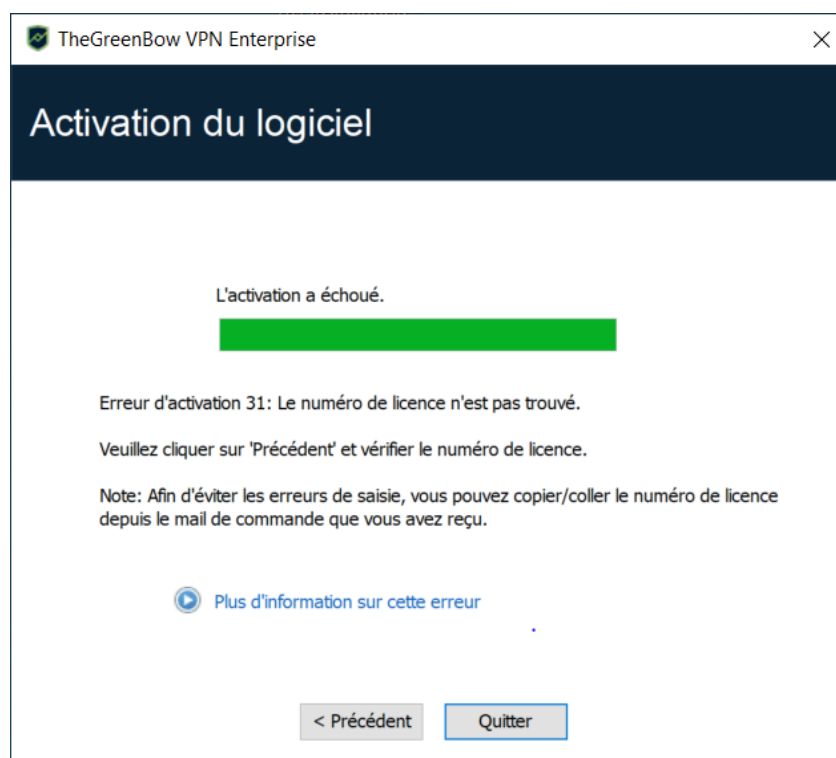 TheGreenBow VPN Enterprise
Activation du logiciel
L'activation a échoué.
Erreur d'activation 31: Le numéro de licence n'est pas trouvé.
Veuillez cliquer sur 'Précédent' et vérifier le numéro de licence.
Note: Afin d'éviter les erreurs de saisie, vous pouvez copier/coller le numéro de licence
depuis le mail de commande que vous avez reçu.
Plus d'information sur cette erreur
< Précédent
Quitter